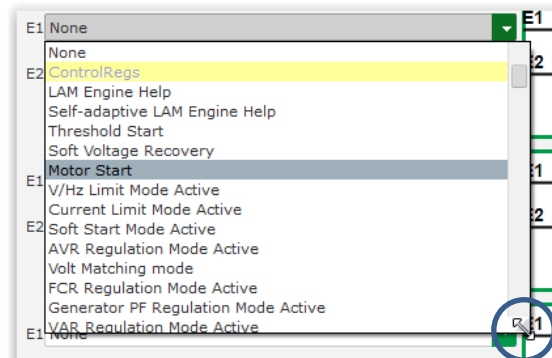 E1 None E1
None
E2 ControlRegs E2
LAM Engine Help
Self-adaptive LAM Engine Help
Threshold Start
Soft Voltage Recovery
Motor Start
E1 V/Hz Limit Mode Active E1
Current Limit Mode Active
E2 Soft Start Mode Active E2
AVR Regulation Mode Active
Volt Matching mode
FCR Regulation Mode Active
Generator PF Regulation Mode Active
VAR Regulation Mode Active
E1 None E1